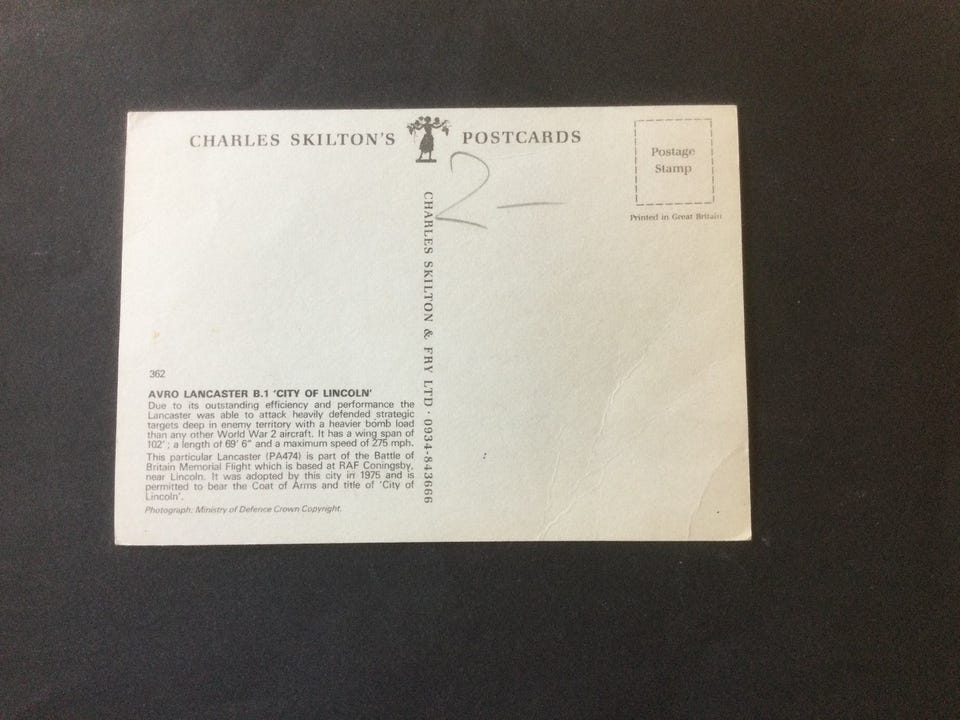 CHARLES SKILTON'S POSTCARDS
Postage
Stamp
Printed in Great Britain
2 —
CHARLES SKILTON & FRY LTD · 0934-843666
362
AVRO LANCASTER B.1 'CITY OF LINCOLN'
Due to its outstanding efficiency and performance the
Lancaster was able to attack heavily defended strategic
targets deep in enemy territory with a heavier bomb load
than any other World War 2 aircraft. It has a wing span of
102'; a length of 69' 6" and a maximum speed of 275 mph.
This particular Lancaster (PA474) is part of the Battle of
Britain Memorial Flight which is based at RAF Coningsby,
near Lincoln. It was adopted by this city in 1975 and is
permitted to bear the Coat of Arms and title of 'City of
Lincoln'.
Photograph: Ministry of Defence Crown Copyright.